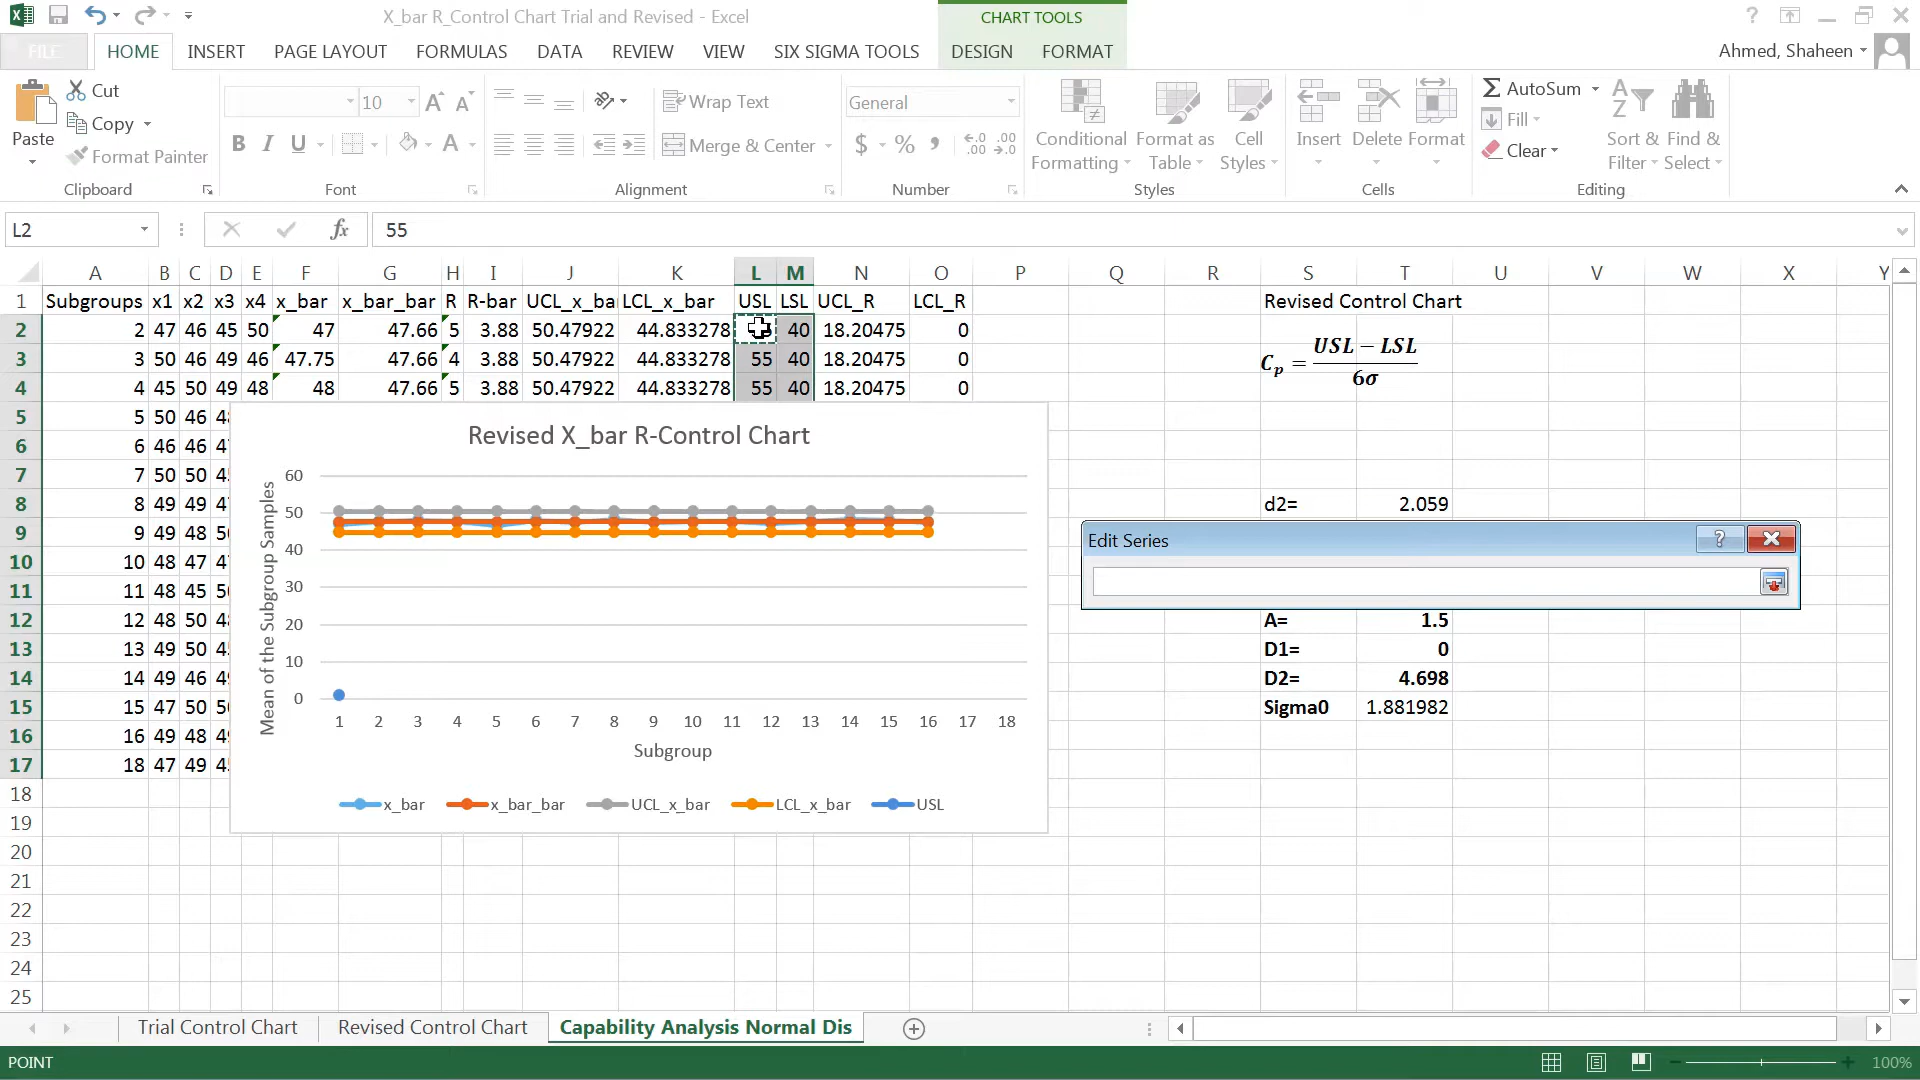 X_bar R_Control Chart Trial and Revised - Excel
CHART TOOLS
FILE HOME INSERT PAGE LAYOUT FORMULAS DATA REVIEW VIEW SIX SIGMA TOOLS DESIGN FORMAT Ahmed, Shaheen
Cut
Copy
Format Painter
Paste
Clipboard
10
B I U
Font
Wrap Text
Merge & Center
Alignment
General
$ % , .00 .0 .00 .0
Number
Conditional Formatting
Format as Table
Cell Styles
Styles
Insert Delete Format
Cells
AutoSum
Fill
Clear
Sort & Filter
Find & Select
Editing
L2 fx 55
A B C D E F G H I J K L M N O P Q R S T U V W X Y
1 Subgroups x1 x2 x3 x4 x_bar x_bar_bar R R-bar UCL_x_bar LCL_x_bar USL LSL UCL_R LCL_R Revised Control Chart
2 2 47 46 45 50 47 47.66 5 3.88 50.47922 44.833278 40 18.20475 0
3 3 50 46 49 46 47.75 47.66 4 3.88 50.47922 44.833278 55 40 18.20475 0
4 4 45 50 49 48 48 47.66 5 3.88 50.47922 44.833278 55 40 18.20475 0
Cp = USL − LSL / 6σ
5 5 50 46
6 6 46 46
7 7 50 50
8 8 49 49 d2= 2.059
9 9 49 48
10 10 48 47
11 11 48 45
12 12 48 50 A= 1.5
13 13 49 50 D1= 0
14 14 49 46 D2= 4.698
15 15 47 50 Sigma0 1.881982
16 16 49 48
17 18 47 49
18
19
20
21
22
23
24
25
Revised X_bar R-Control Chart
Mean of the Subgroup Samples
60
50
40
30
20
10
0
1 2 3 4 5 6 7 8 9 10 11 12 13 14 15 16 17 18
Subgroup
x_bar x_bar_bar UCL_x_bar LCL_x_bar USL
Edit Series
Trial Control Chart Revised Control Chart Capability Analysis Normal Dis
POINT 100%